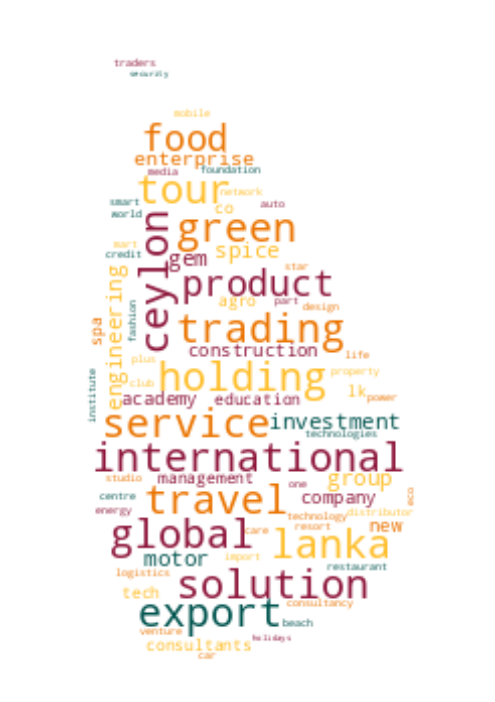 traders
security
mobile
food
enterprise
media
foundation
tour
network
smart
co
auto
world
ceylon
green
mart
credit
gem
spice
star
engineering
product
agro
part
design
fashion
spa
trading
construction
life
plus
holding
property
club
lk
power
institute
academy
education
service
investment
technologies
international
studio
management
one
group
centre
travel
company
eco
energy
technology
distributor
global
care
resort
new
lanka
motor
import
restaurant
logistics
solution
tech
export
consultancy
beach
venture
holidays
consultants
car